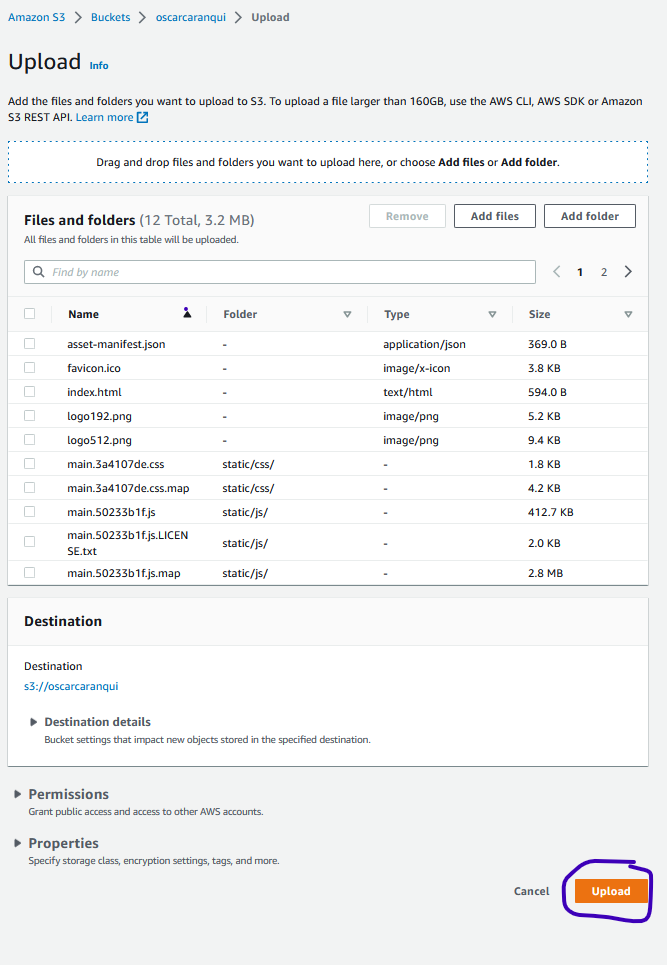 Amazon S3 > Buckets > oscarcaranqui > Upload
Upload Info
Add the files and folders you want to upload to S3. To upload a file larger than 160GB, use the AWS CLI, AWS SDK or Amazon
S3 REST API. Learn more
Drag and drop files and folders you want to upload here, or choose Add files or Add folder.
Files and folders (12 Total, 3.2 MB) Remove Add files Add folder
All files and folders in this table will be uploaded.
Find by name < 1 2 >
Name Folder Type Size
asset-manifest.json - application/json 369.0 B
favicon.ico - image/x-icon 3.8 KB
index.html - text/html 594.0 B
logo192.png - image/png 5.2 KB
logo512.png - image/png 9.4 KB
main.3a4107de.css static/css/ - 1.8 KB
main.3a4107de.css.map static/css/ - 4.2 KB
main.50233b1f.js static/js/ - 412.7 KB
main.50233b1f.js.LICEN
SE.txt static/js/ - 2.0 KB
main.50233b1f.js.map static/js/ - 2.8 MB
Destination
Destination
s3://oscarcaranqui
Destination details
Bucket settings that impact new objects stored in the specified destination.
Permissions
Grant public access and access to other AWS accounts.
Properties
Specify storage class, encryption settings, tags, and more.
Cancel Upload